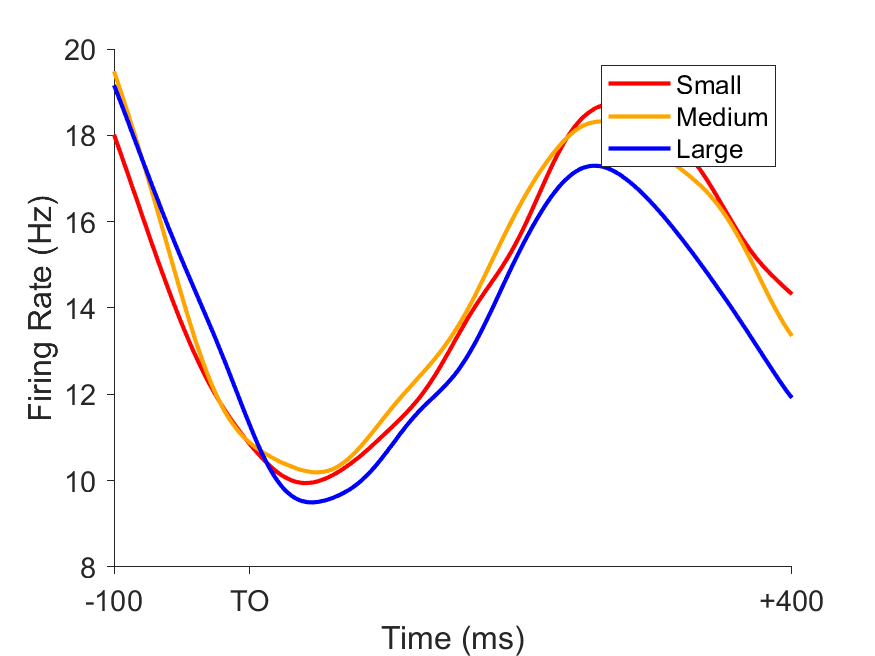 20
18
16
14
12
10
8
Firing Rate (Hz)
Small
Medium
Large
-100
TO
+400
Time (ms)